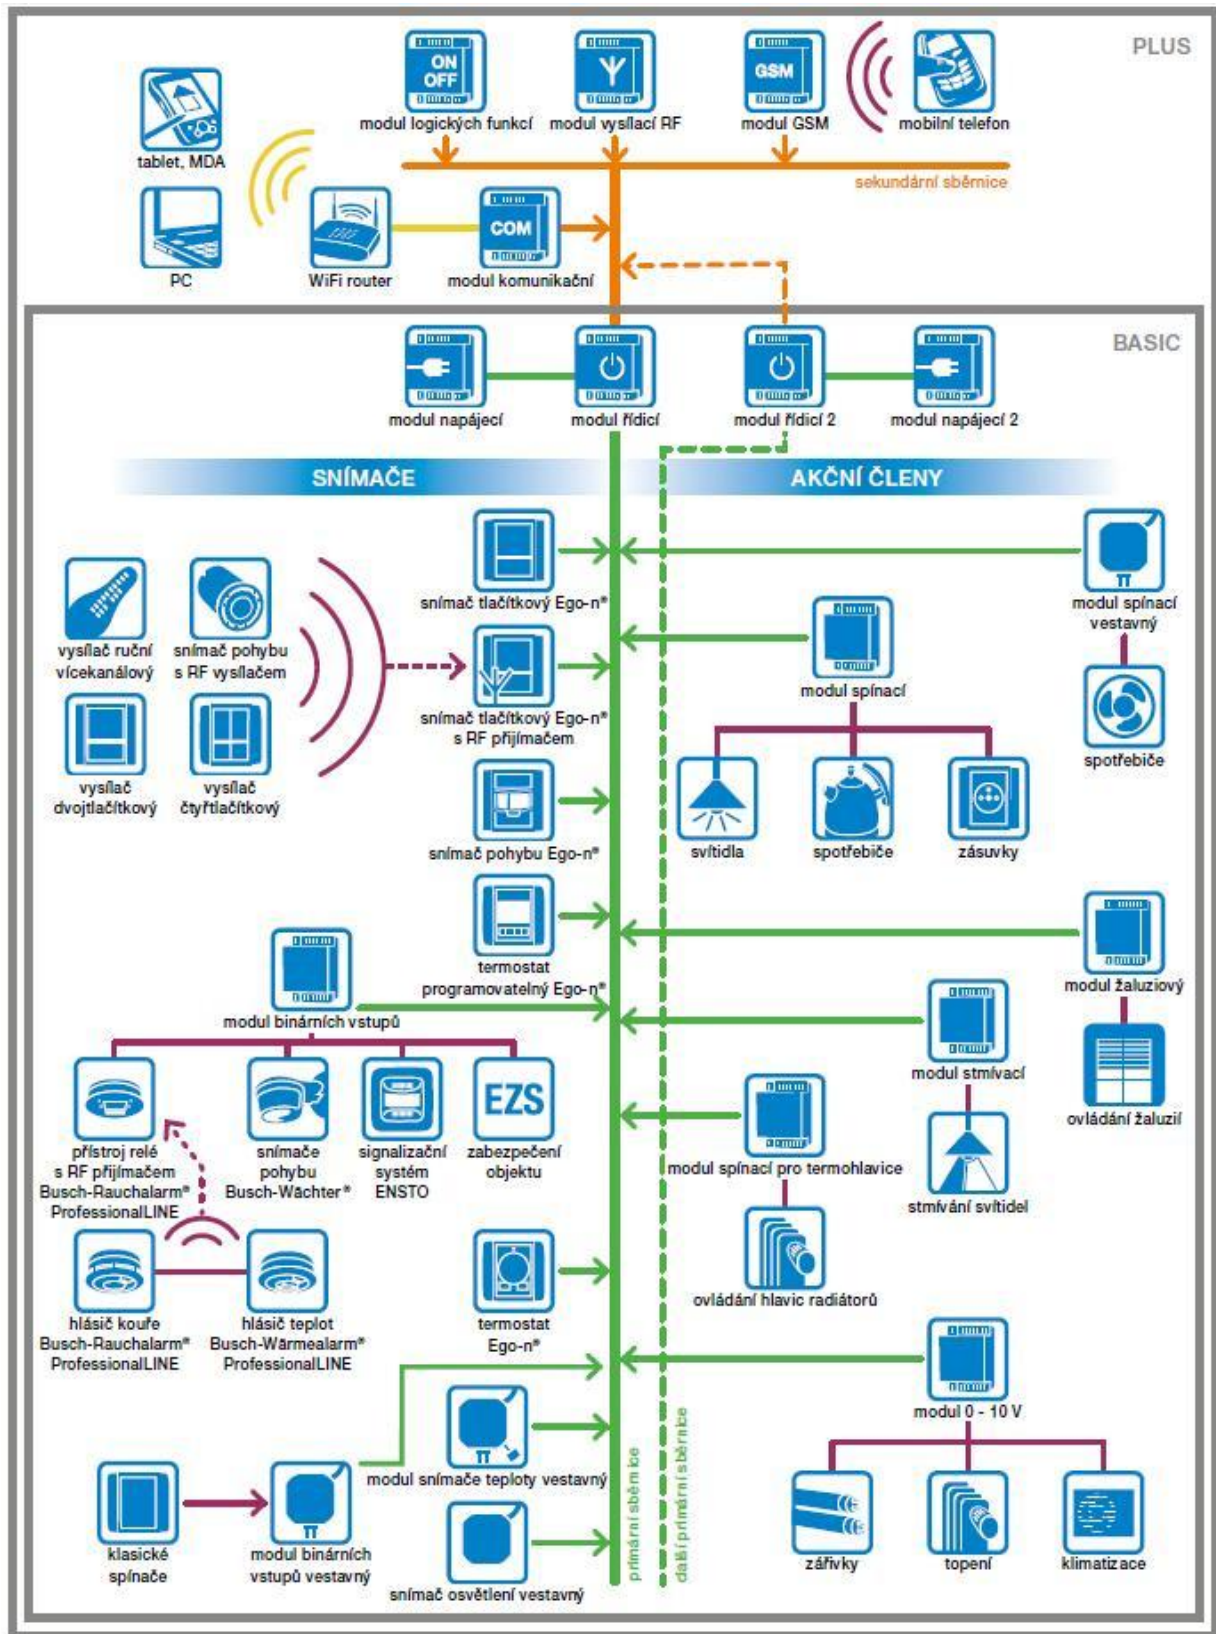 PLUS
ON
OFF
GSM
modul logických funkcí
modul vysílací RF
modul GSM
mobilní telefon
tablet, MDA
sekundární sběrnice
COM
PC
WiFi router
modul komunikační
BASIC
modul napájecí
modul řídicí
modul řídicí 2
modul napájecí 2
SNÍMAČE
AKČNÍ ČLENY
snímač tlačítkový Ego-n®
modul spínací
vestavný
vysílač ruční
vícekanálový
snímač pohybu
s RF vysílačem
modul spínací
snímač tlačítkový Ego-n®
s RF přijímačem
spotřebiče
vysílač
dvojtlačítkový
vysílač
čtyřtlačítkový
snímač pohybu Ego-n®
svítidla
spotřebiče
zásuvky
termostat
programovatelný Ego-n®
modul žaluziový
modul binárních vstupů
modul stmívací
ovládání žaluzií
EZS
přístroj relé
s RF přijímačem
Busch-Rauchalarm®
ProfessionalLINE
snímače
pohybu
Busch-Wächter®
signalizační
systém
ENSTO
zabezpečení
objektu
modul spínací pro termohlavice
stmívání svítidel
ovládání hlavic radiátorů
hlásič kouře
Busch-Rauchalarm®
ProfessionalLINE
hlásič teplot
Busch-Wärmealarm®
ProfessionalLINE
termostat
Ego-n®
modul 0 - 10 V
modul snímače teploty vestavný
primární sběrnice
další primární sběrnice
klasické
spínače
modul binárních
vstupů vestavný
snímač osvětlení vestavný
zářivky
topení
klimatizace